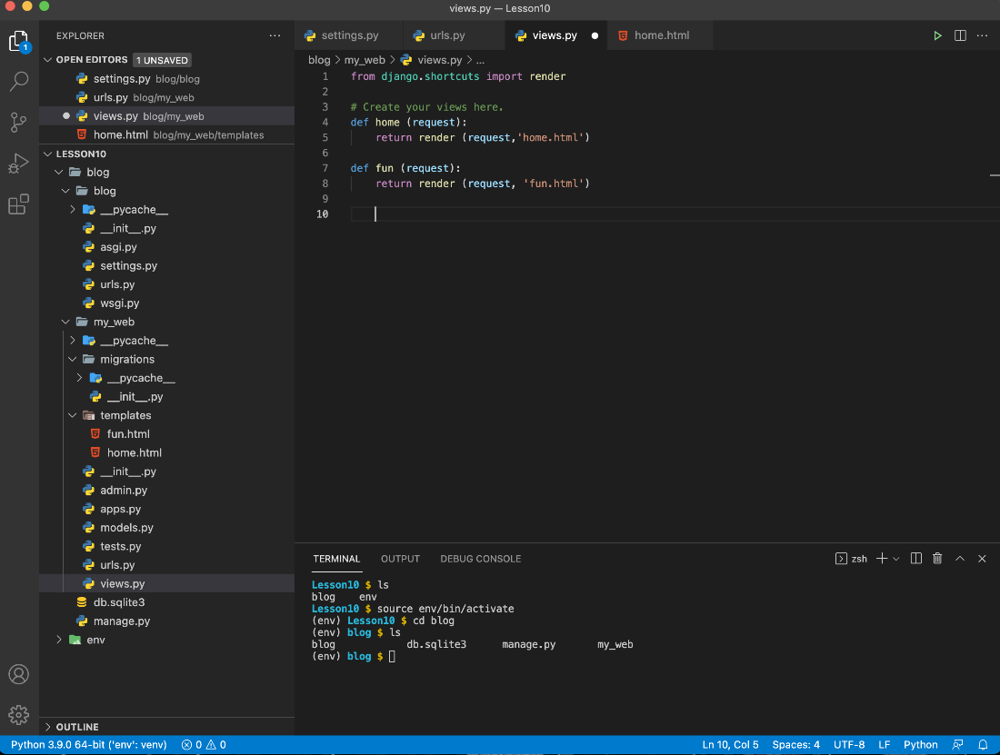 views.py — Lesson10
EXPLORER
OPEN EDITORS 1 UNSAVED
settings.py blog/blog
urls.py blog/my_web
views.py blog/my_web
home.html blog/my_web/templates
LESSON10
blog
blog
__pycache__
__init__.py
asgi.py
settings.py
urls.py
wsgi.py
my_web
__pycache__
migrations
__pycache__
__init__.py
templates
fun.html
home.html
__init__.py
admin.py
apps.py
models.py
tests.py
urls.py
views.py
db.sqlite3
manage.py
env
OUTLINE
1
settings.py urls.py views.py home.html
blog > my_web > views.py > ...
1 from django.shortcuts import render
2
3 # Create your views here.
4 def home (request):
5 return render (request,'home.html')
6
7 def fun (request):
8 return render (request, 'fun.html')
9
10
TERMINAL OUTPUT DEBUG CONSOLE zsh
Lesson10 $ ls
blog env
Lesson10 $ source env/bin/activate
(env) Lesson10 $ cd blog
(env) blog $ ls
blog db.sqlite3 manage.py my_web
(env) blog $
Python 3.9.0 64-bit ('env': venv) 0 0 Ln 10, Col 5 Spaces: 4 UTF-8 LF Python